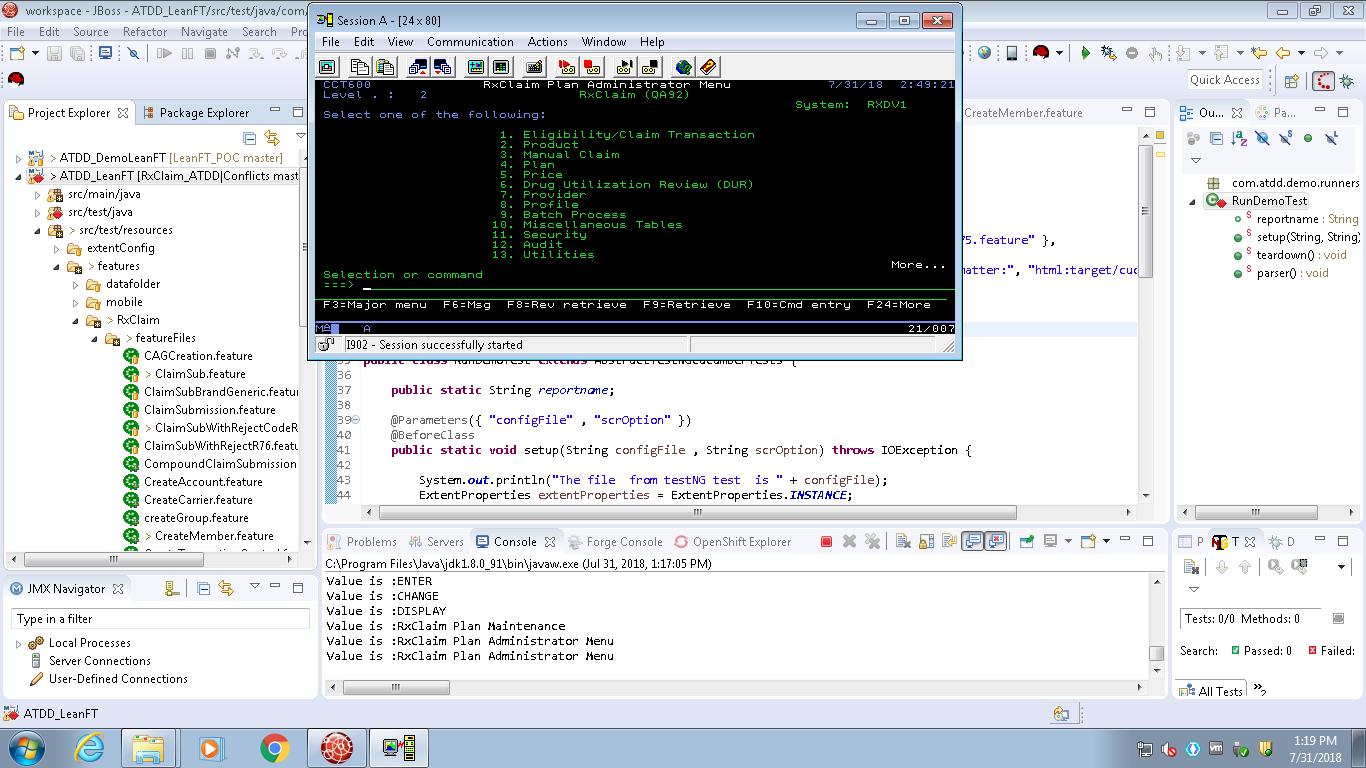 workspace - JBoss - ATDD_LeanFT/src/test/java/com/
File Edit Source Refactor Navigate Search
Quick Access
Project Explorer
Package Explorer
> ATDD_DemoLeanFT [LeanFT_POC master]
> ATDD_LeanFT [RxClaim_ATDD|Conflicts mast
src/main/java
src/test/java
> src/test/resources
extentConfig
> features
datafolder
mobile
> RxClaim
> featureFiles
CAGCreation.feature
> ClaimSub.feature
ClaimSubBrandGeneric.featu
ClaimSubmission.feature
> ClaimSubWithRejectCodeR
ClaimSubWithRejectR76.featu
CompoundClaimSubmission
CreateAccount.feature
CreateCarrier.feature
createGroup.feature
> CreateMember.feature
Session A - [24 x 80]
File Edit View Communication Actions Window Help
CCT600 RxClaim Plan Administrator Menu 7/31/18 2:49:21
Level . : 2 RxClaim (QA92)
System: RXDV1
Select one of the following:
1. Eligibility/Claim Transaction
2. Product
3. Manual Claim
4. Plan
5. Price
6. Drug Utilization Review (DUR)
7. Provider
8. Profile
9. Batch Process
10. Miscellaneous Tables
11. Security
12. Audit
13. Utilities
More...
Selection or command
===>
F3=Major menu F6=Msg F8=Rev retrieve F9=Retrieve F10=Cmd entry F24=More
MA A 21/007
I902 - Session successfully started
CreateMember.feature
75.feature" },
matter:", "html:target/cuc
36
37 public static String reportname;
38
39 @Parameters({ "configFile" , "scrOption" })
40 @BeforeClass
41 public static void setup(String configFile , String scrOption) throws IOException {
42
43 System.out.println("The file from testNG test is " + configFile);
44 ExtentProperties extentProperties = ExtentProperties.INSTANCE;
Ou...
Pa...
com.atdd.demo.runners
RunDemoTest
reportname : String
setup(String, String)
teardown() : void
parser() : void
Problems Servers Console Forge Console OpenShift Explorer
C:\Program Files\Java\jdk1.8.0_91\bin\javaw.exe (Jul 31, 2018, 1:17:05 PM)
Value is :ENTER
Value is :CHANGE
Value is :DISPLAY
Value is :RxClaim Plan Maintenance
Value is :RxClaim Plan Administrator Menu
Value is :RxClaim Plan Administrator Menu
JMX Navigator
Type in a filter
Local Processes
Server Connections
User-Defined Connections
P T D
Tests: 0/0 Methods: 0
Search: Passed: 0 Failed:
All Tests
ATDD_LeanFT
1:19 PM
7/31/2018